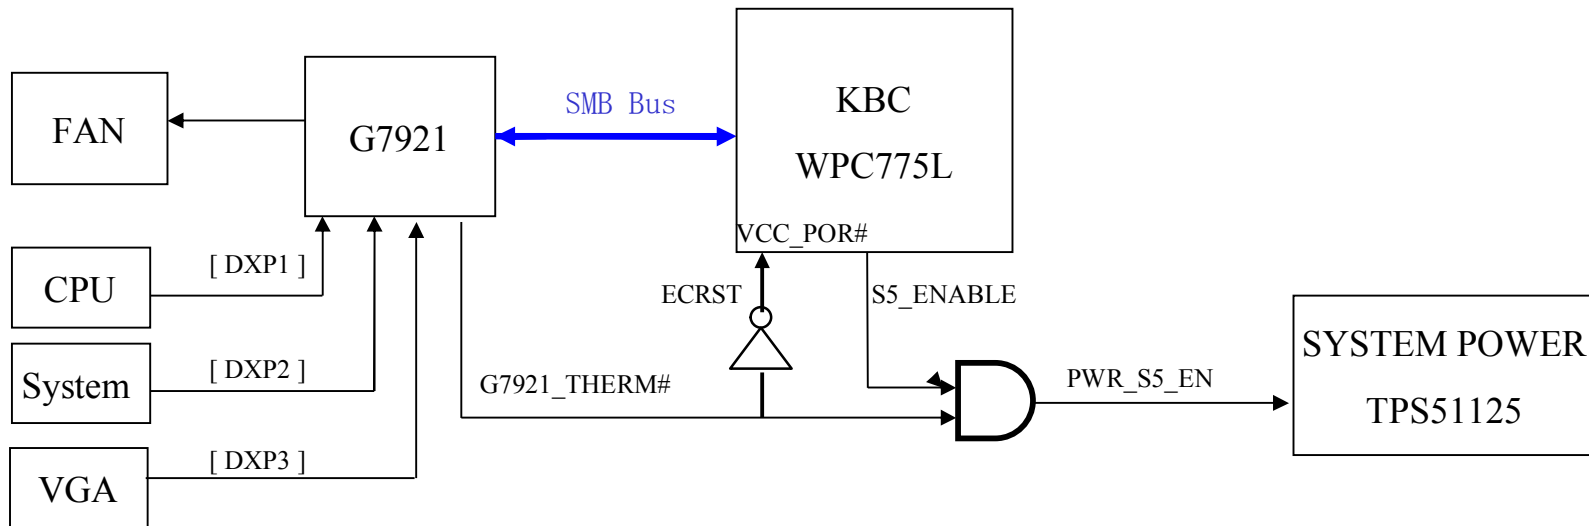 FAN
G7921
SMB Bus
KBC
WPC775L
VCC_POR#
CPU
[ DXP1 ]
ECRST
S5_ENABLE
System
[ DXP2 ]
G7921_THERM#
PWR_S5_EN
SYSTEM POWER
TPS51125
VGA
[ DXP3 ]